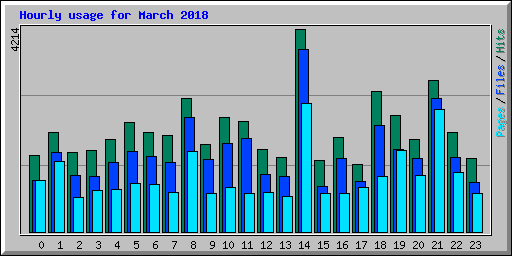 Hourly usage for March 2018
4214
Pages / Files / Hits
0 1 2 3 4 5 6 7 8 9 10 11 12 13 14 15 16 17 18 19 20 21 22 23